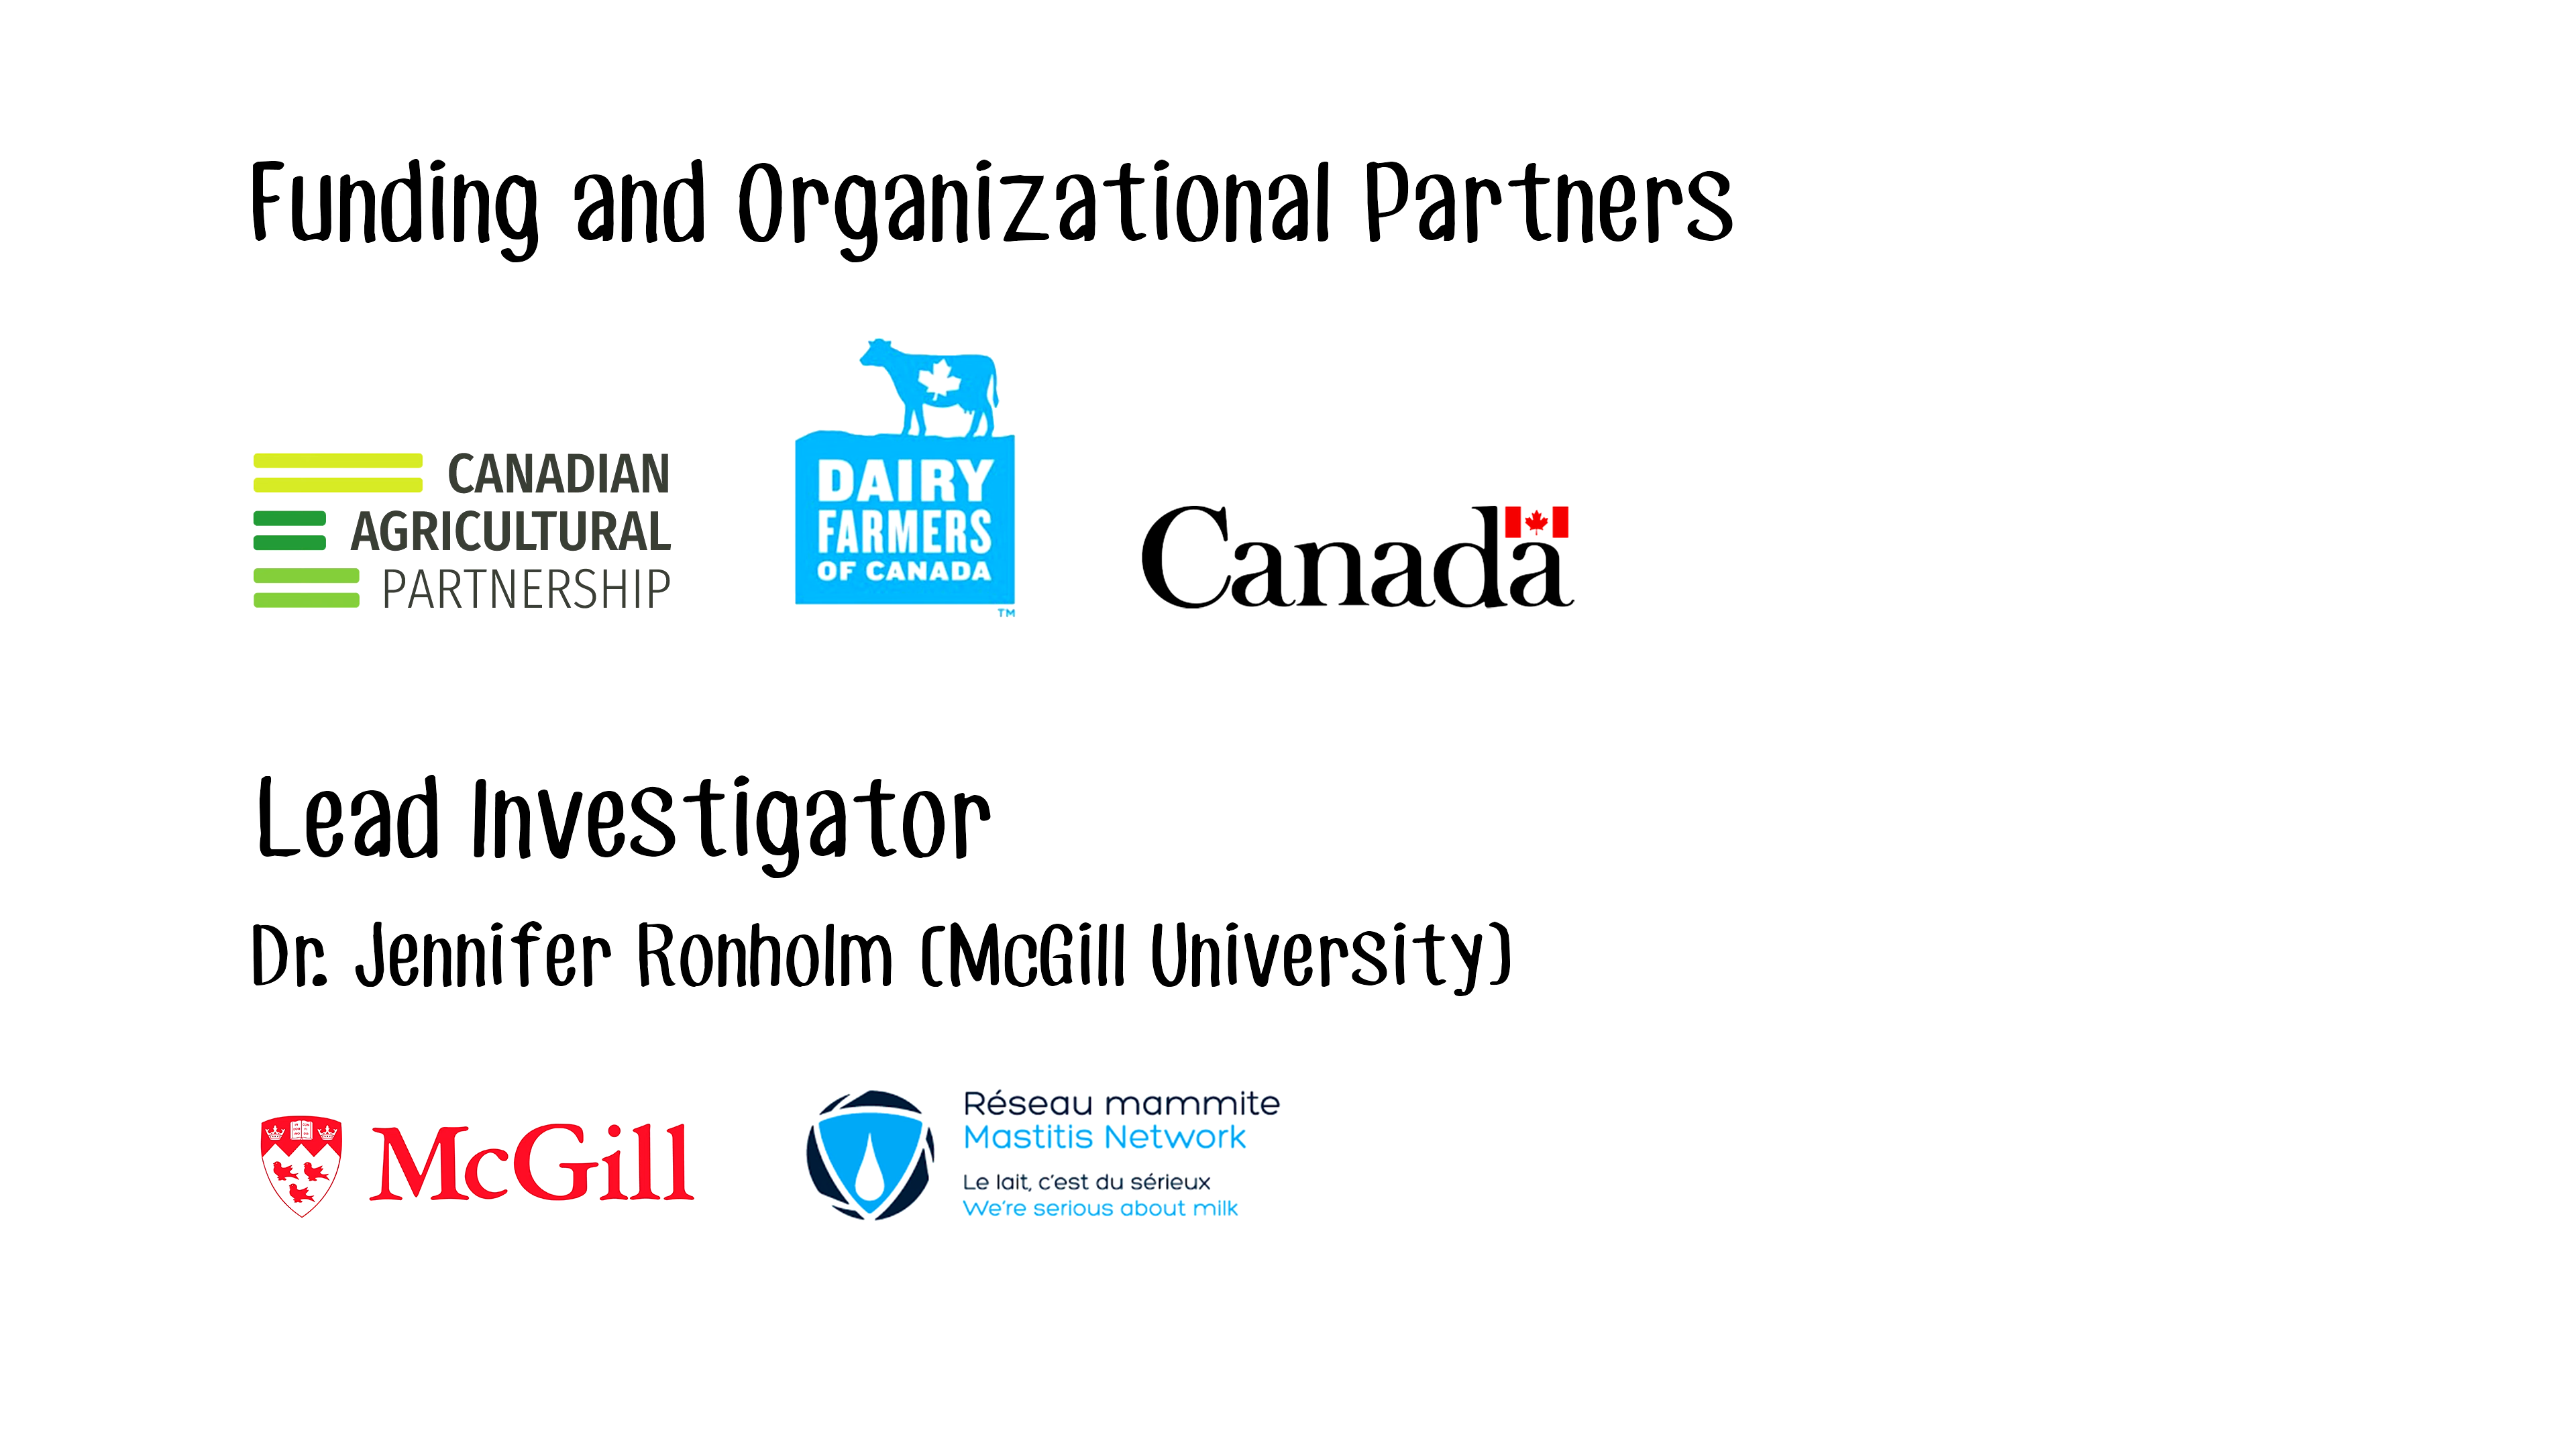 Funding and Organizational Partners
CANADIAN
AGRICULTURAL
PARTNERSHIP
DAIRY
FARMERS
OF CANADA
TM
Canada
Lead Investigator
Dr. Jennifer Ronholm (McGill University)
McGill
Réseau mammite
Mastitis Network
Le lait, c'est du sérieux
We're serious about milk